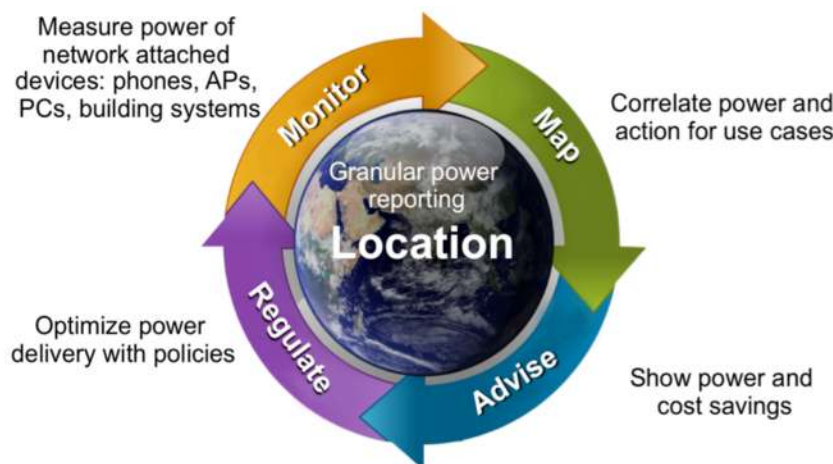 Measure power of
network attached
devices: phones, APs,
PCs, building systems
Monitor
Map
Correlate power and
action for use cases
Granular power
reporting
Location
Regulate
Optimize power
delivery with policies
Advise
Show power and
cost savings